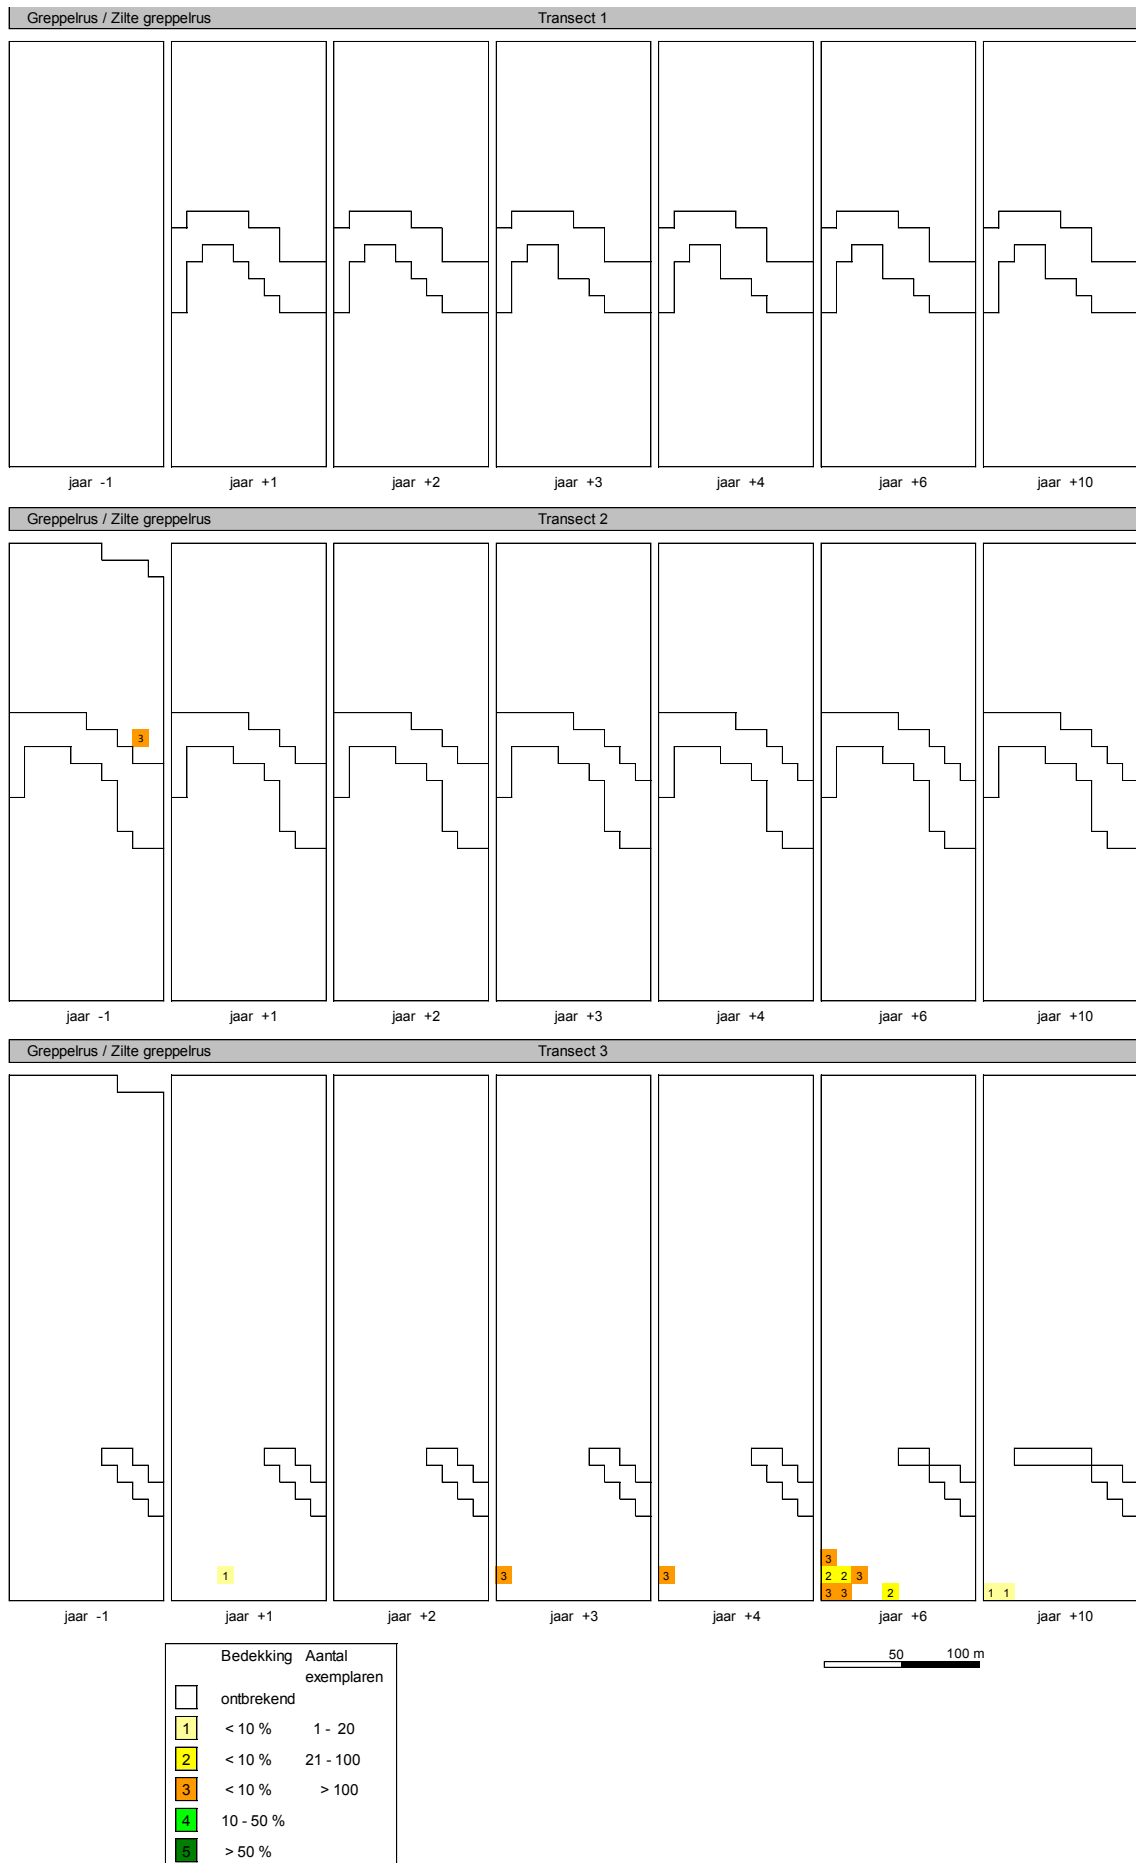 Greppelrus / Zilte greppelrus Transect 1
jaar -1 jaar +1 jaar +2 jaar +3 jaar +4 jaar +6 jaar +10
Greppelrus / Zilte greppelrus Transect 2
3
jaar -1 jaar +1 jaar +2 jaar +3 jaar +4 jaar +6 jaar +10
Greppelrus / Zilte greppelrus Transect 3
3
1 3 3 2 2 3
3 3 2 1 1
jaar -1 jaar +1 jaar +2 jaar +3 jaar +4 jaar +6 jaar +10
Bedekking Aantal
exemplaren
50 100 m
ontbrekend
1 < 10 % 1 - 20
2 < 10 % 21 - 100
3 < 10 % > 100
4 10 - 50 %
5 > 50 %